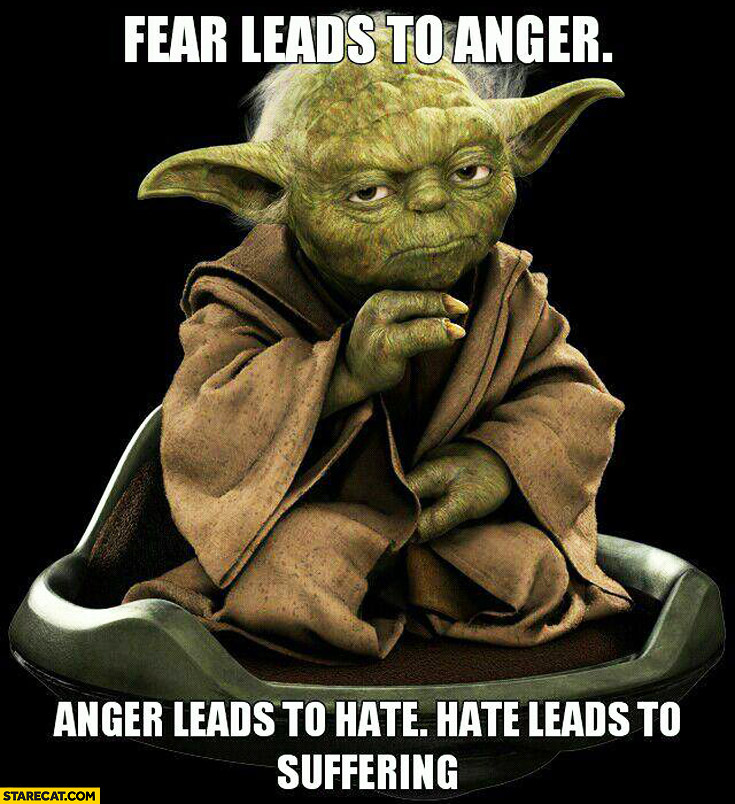 FEAR LEADS TO ANGER.
ANGER LEADS TO HATE. HATE LEADS TO
SUFFERING
STARECAT.COM